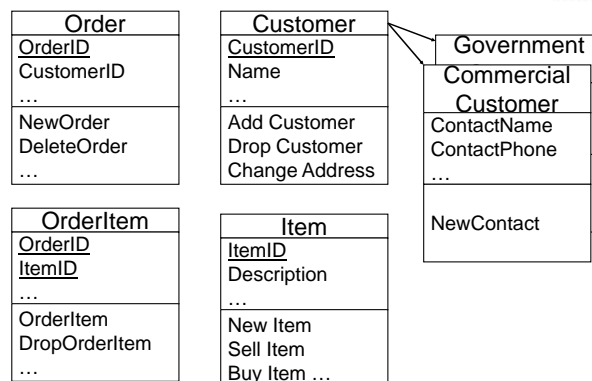 Order
OrderID
CustomerID
…
NewOrder
DeleteOrder
…
Customer
CustomerID
Name
…
Add Customer
Drop Customer
Change Address
Government
Commercial
Customer
ContactName
ContactPhone
…
NewContact
OrderItem
OrderID
ItemID
…
OrderItem
DropOrderItem
…
Item
ItemID
Description
…
New Item
Sell Item
Buy Item …